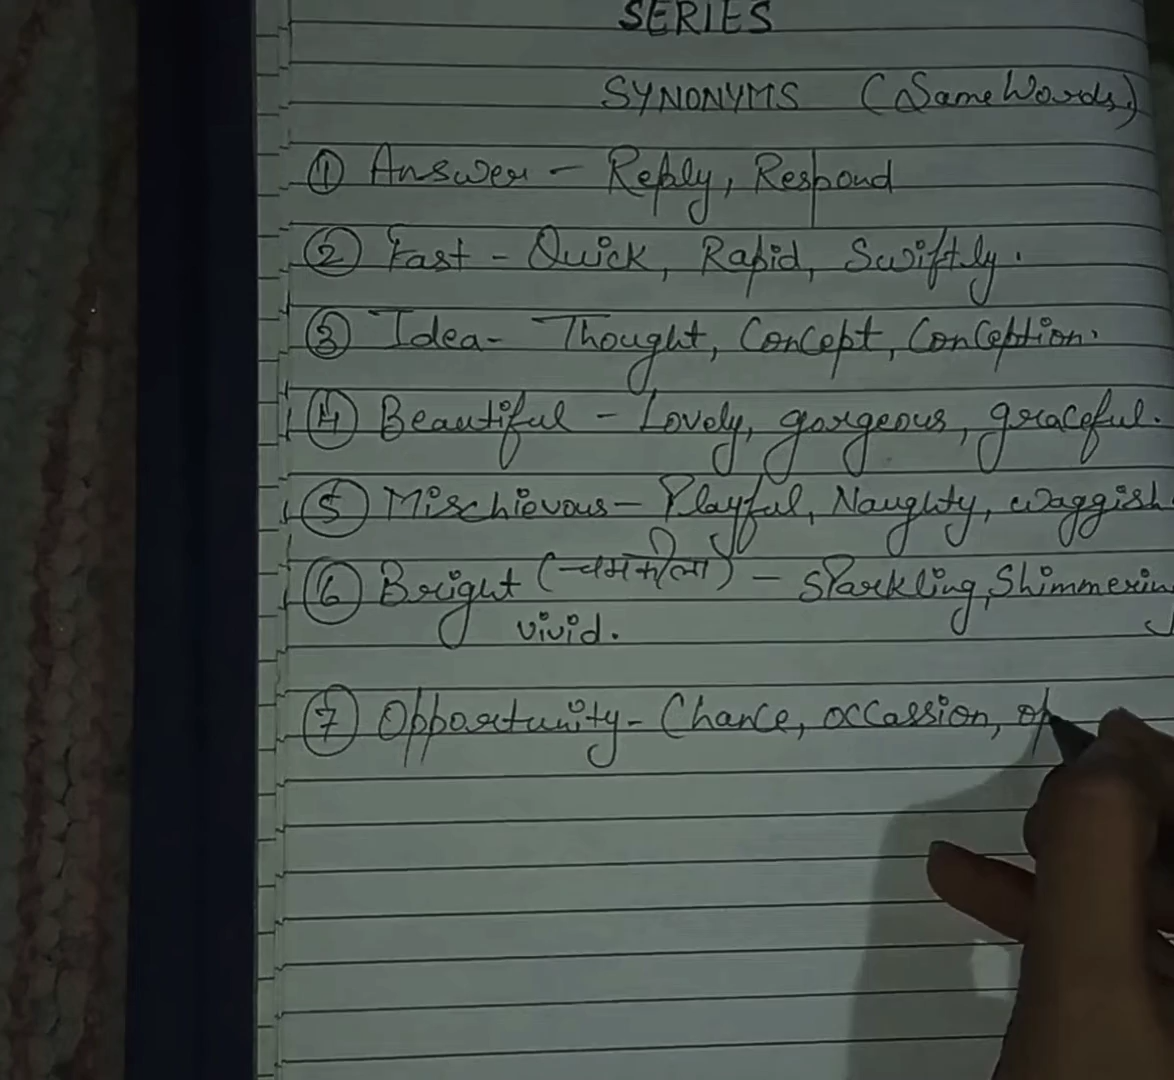 SERIES
SYNONYMS (Same Words)
① Answer - Reply, Respond
② Fast - Quick, Rapid, Swiftly.
③ Idea - Thought, Concept, Conception.
④ Beautiful - Lovely, gorgeous, graceful.
⑤ Mischievous - Playful, Naughty, waggish
⑥ Bright (चमकीला) - Sparkling, Shimmering
vivid.
⑦ Opportunity - Chance, occassion, op